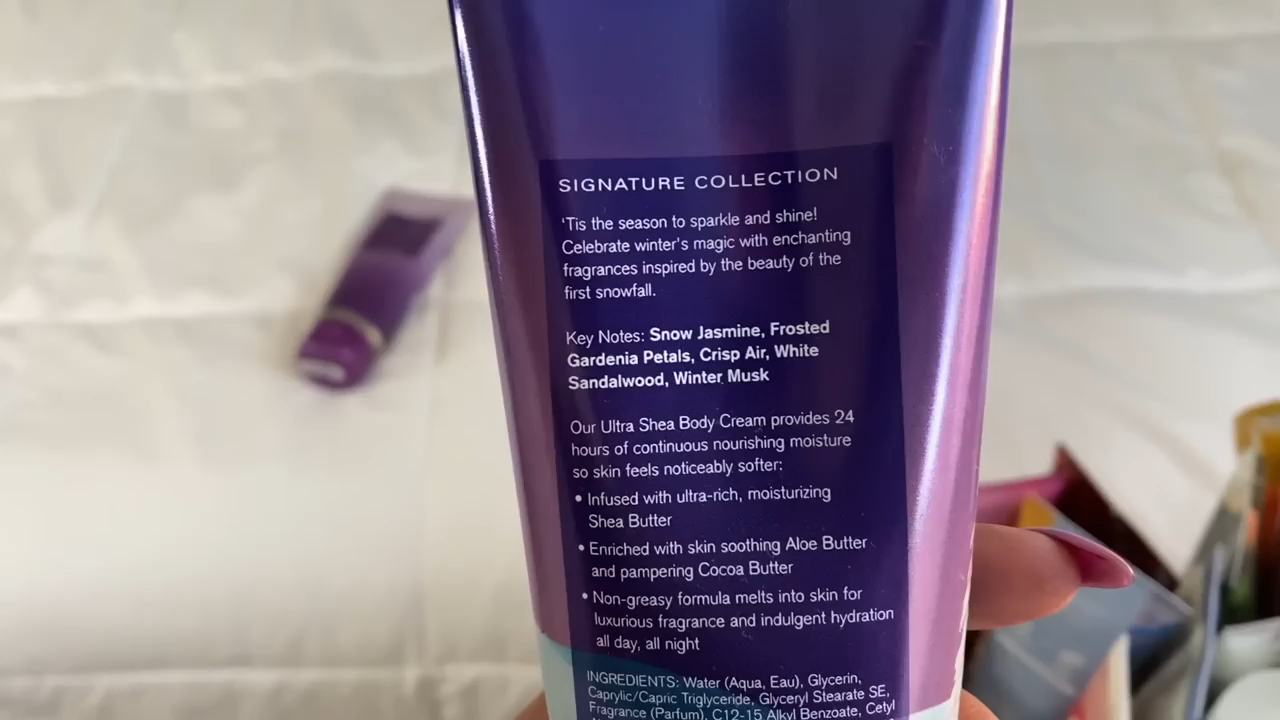 SIGNATURE COLLECTION
'Tis the season to sparkle and shine!
Celebrate winter's magic with enchanting
fragrances inspired by the beauty of the
first snowfall.
Key Notes: Snow Jasmine, Frosted
Gardenia Petals, Crisp Air, White
Sandalwood, Winter Musk
Our Ultra Shea Body Cream provides 24
hours of continuous nourishing moisture
so skin feels noticeably softer:
• Infused with ultra-rich, moisturizing
Shea Butter
• Enriched with skin soothing Aloe Butter
and pampering Cocoa Butter
• Non-greasy formula melts into skin for
luxurious fragrance and indulgent hydration
all day, all night
INGREDIENTS: Water (Aqua, Eau), Glycerin,
Caprylic/Capric Triglyceride, Glyceryl Stearate SE,
Fragrance (Parfum), C12-15 Alkyl Benzoate, Cetyl